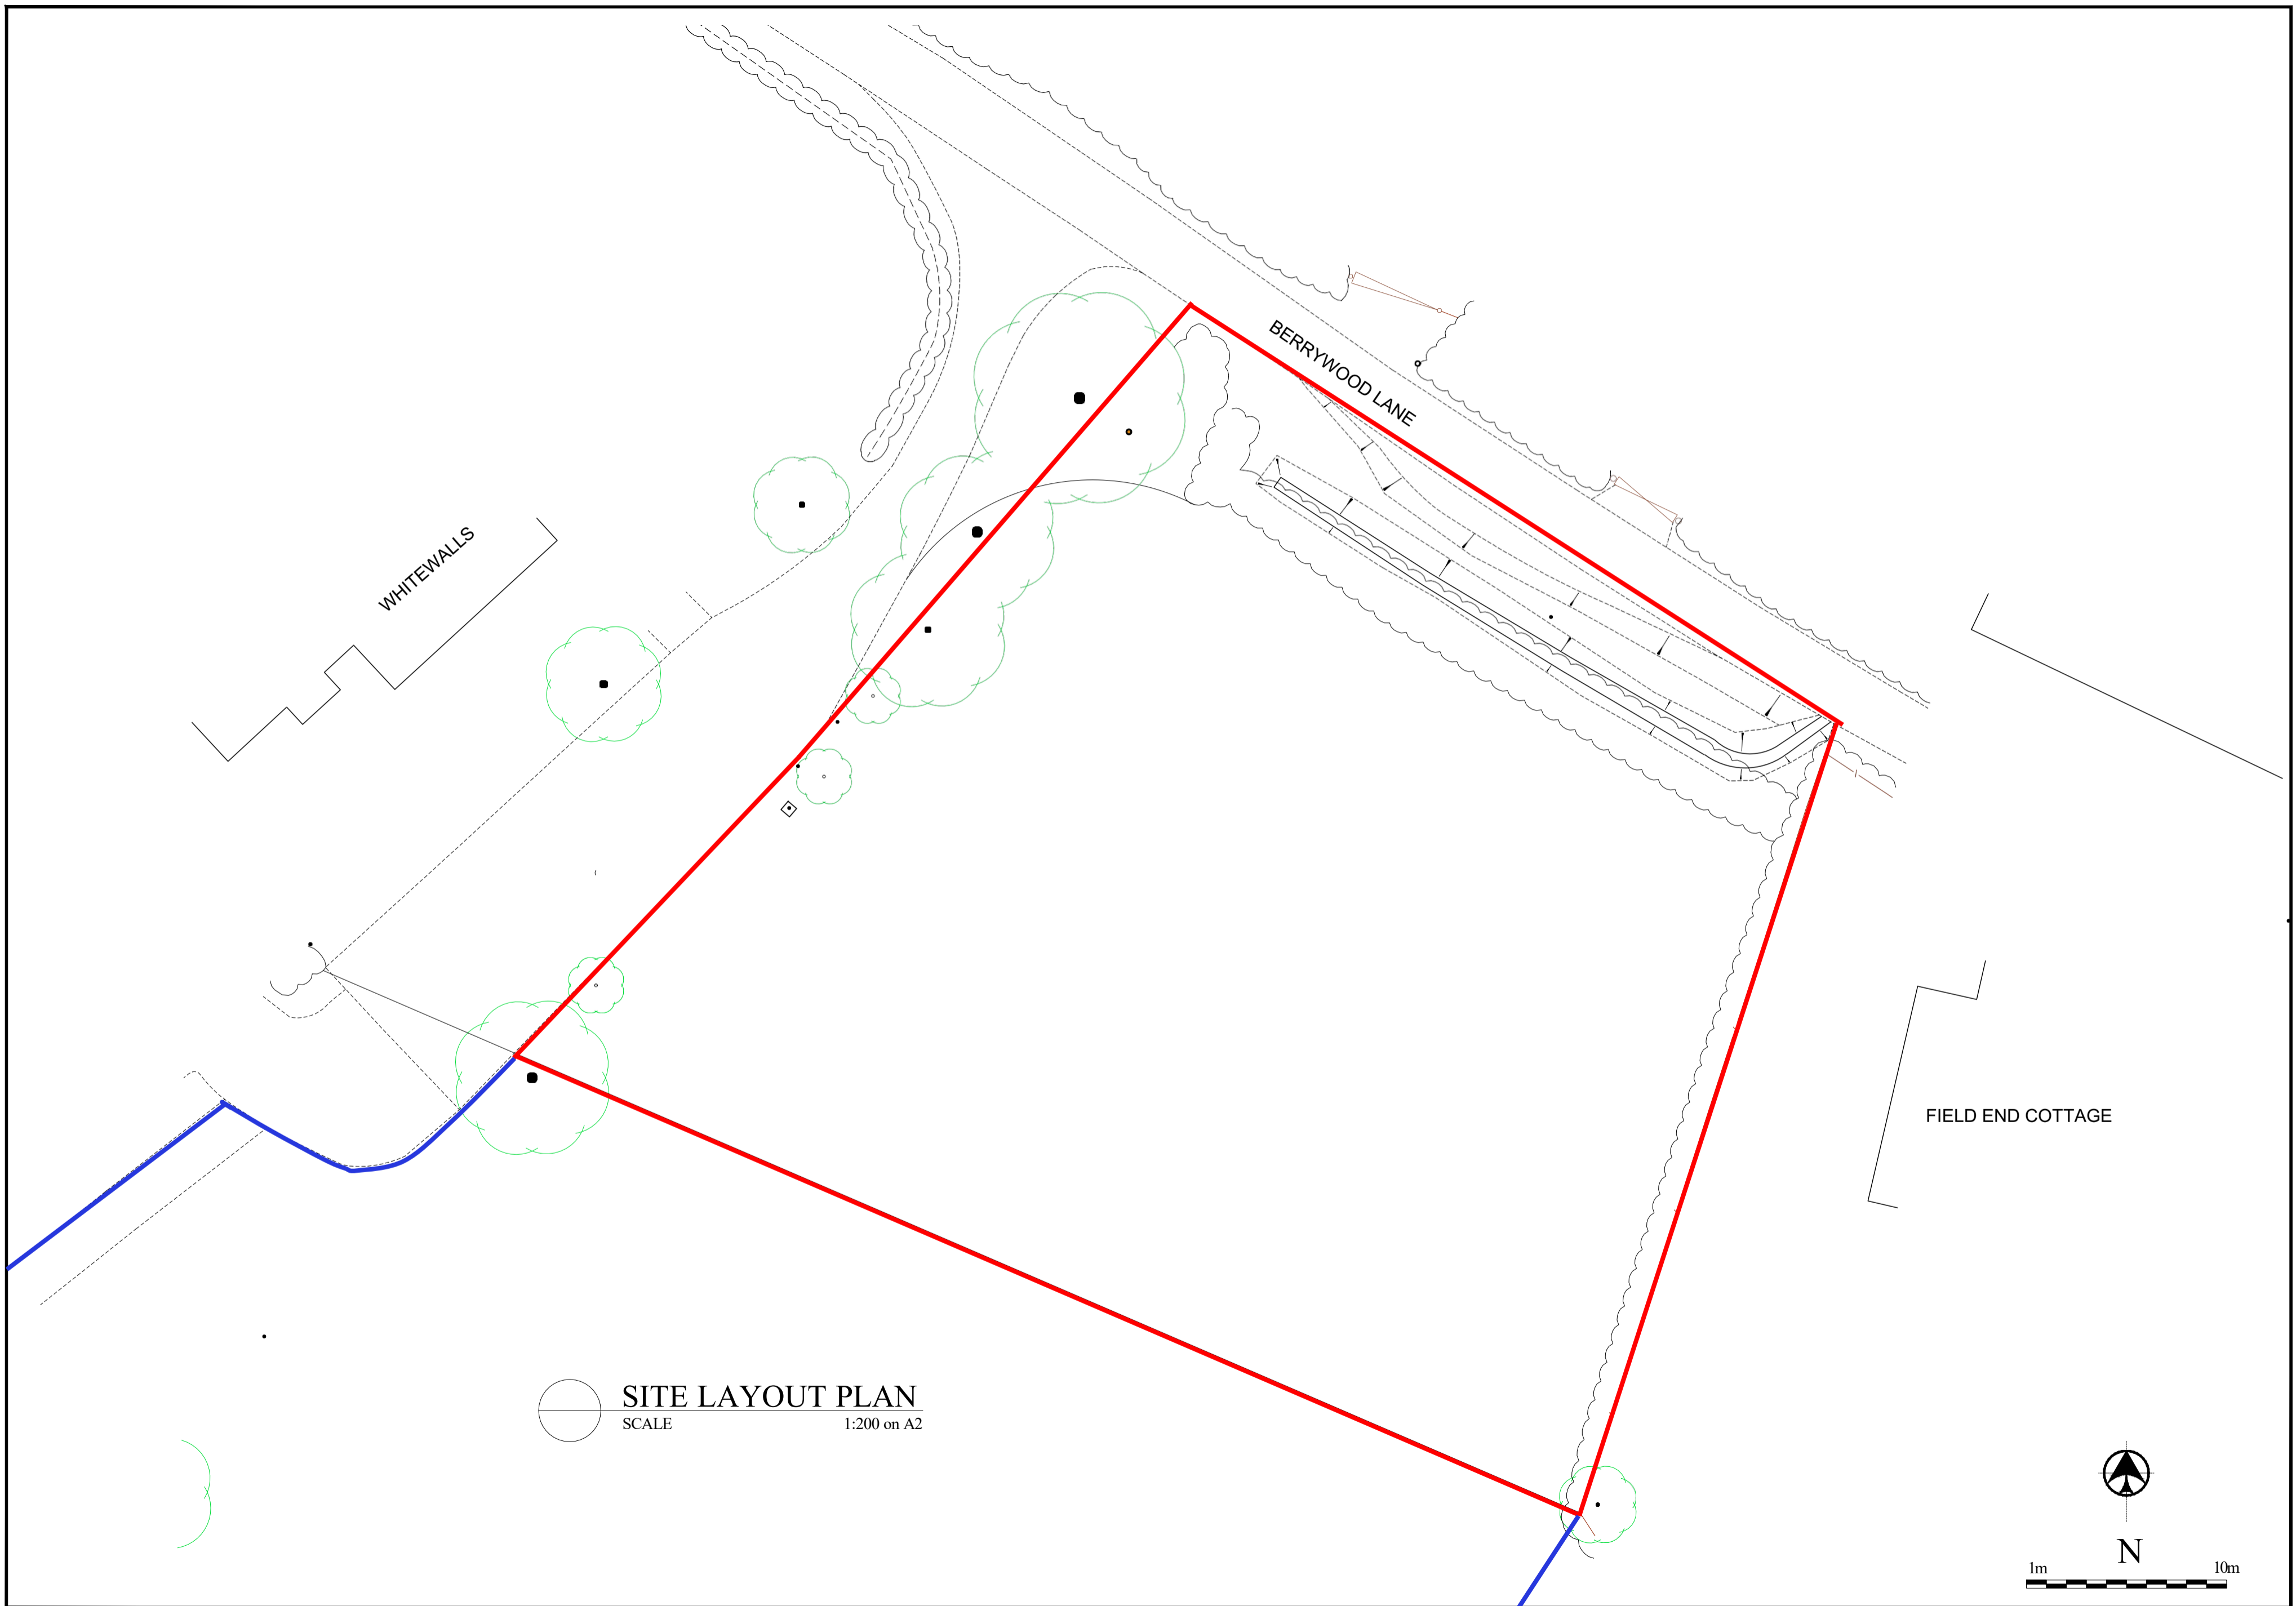 BERRYWOOD LANE
WHITEWALLS
FIELD END COTTAGE
SITE LAYOUT PLAN
SCALE 1:200 on A2
N
1m 10m